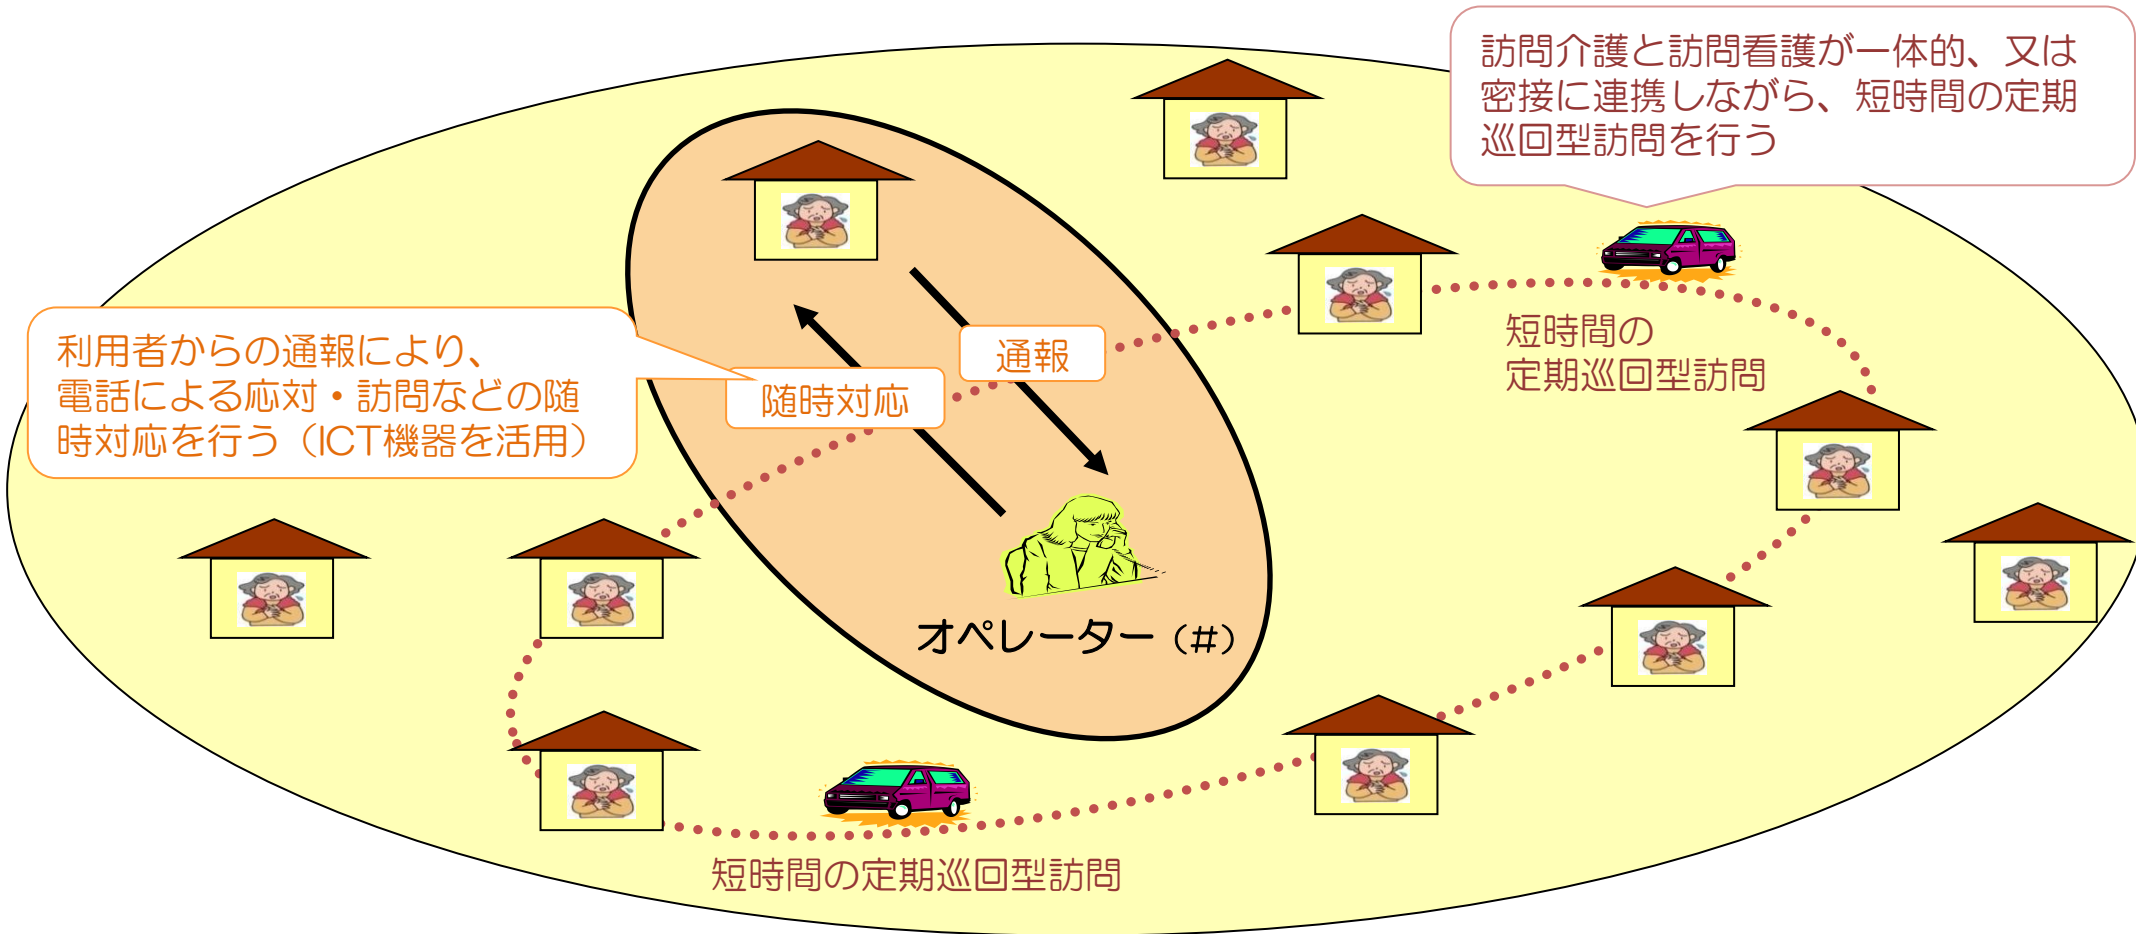 訪問介護と訪問看護が一体的、又は
密接に連携しながら、短時間の定期
巡回型訪問を行う
利用者からの通報により、
電話による応対・訪問などの随
時対応を行う（ICT機器を活用）
通報
随時対応
短時間の
定期巡回型訪問
オペレーター（＃）
短時間の定期巡回型訪問